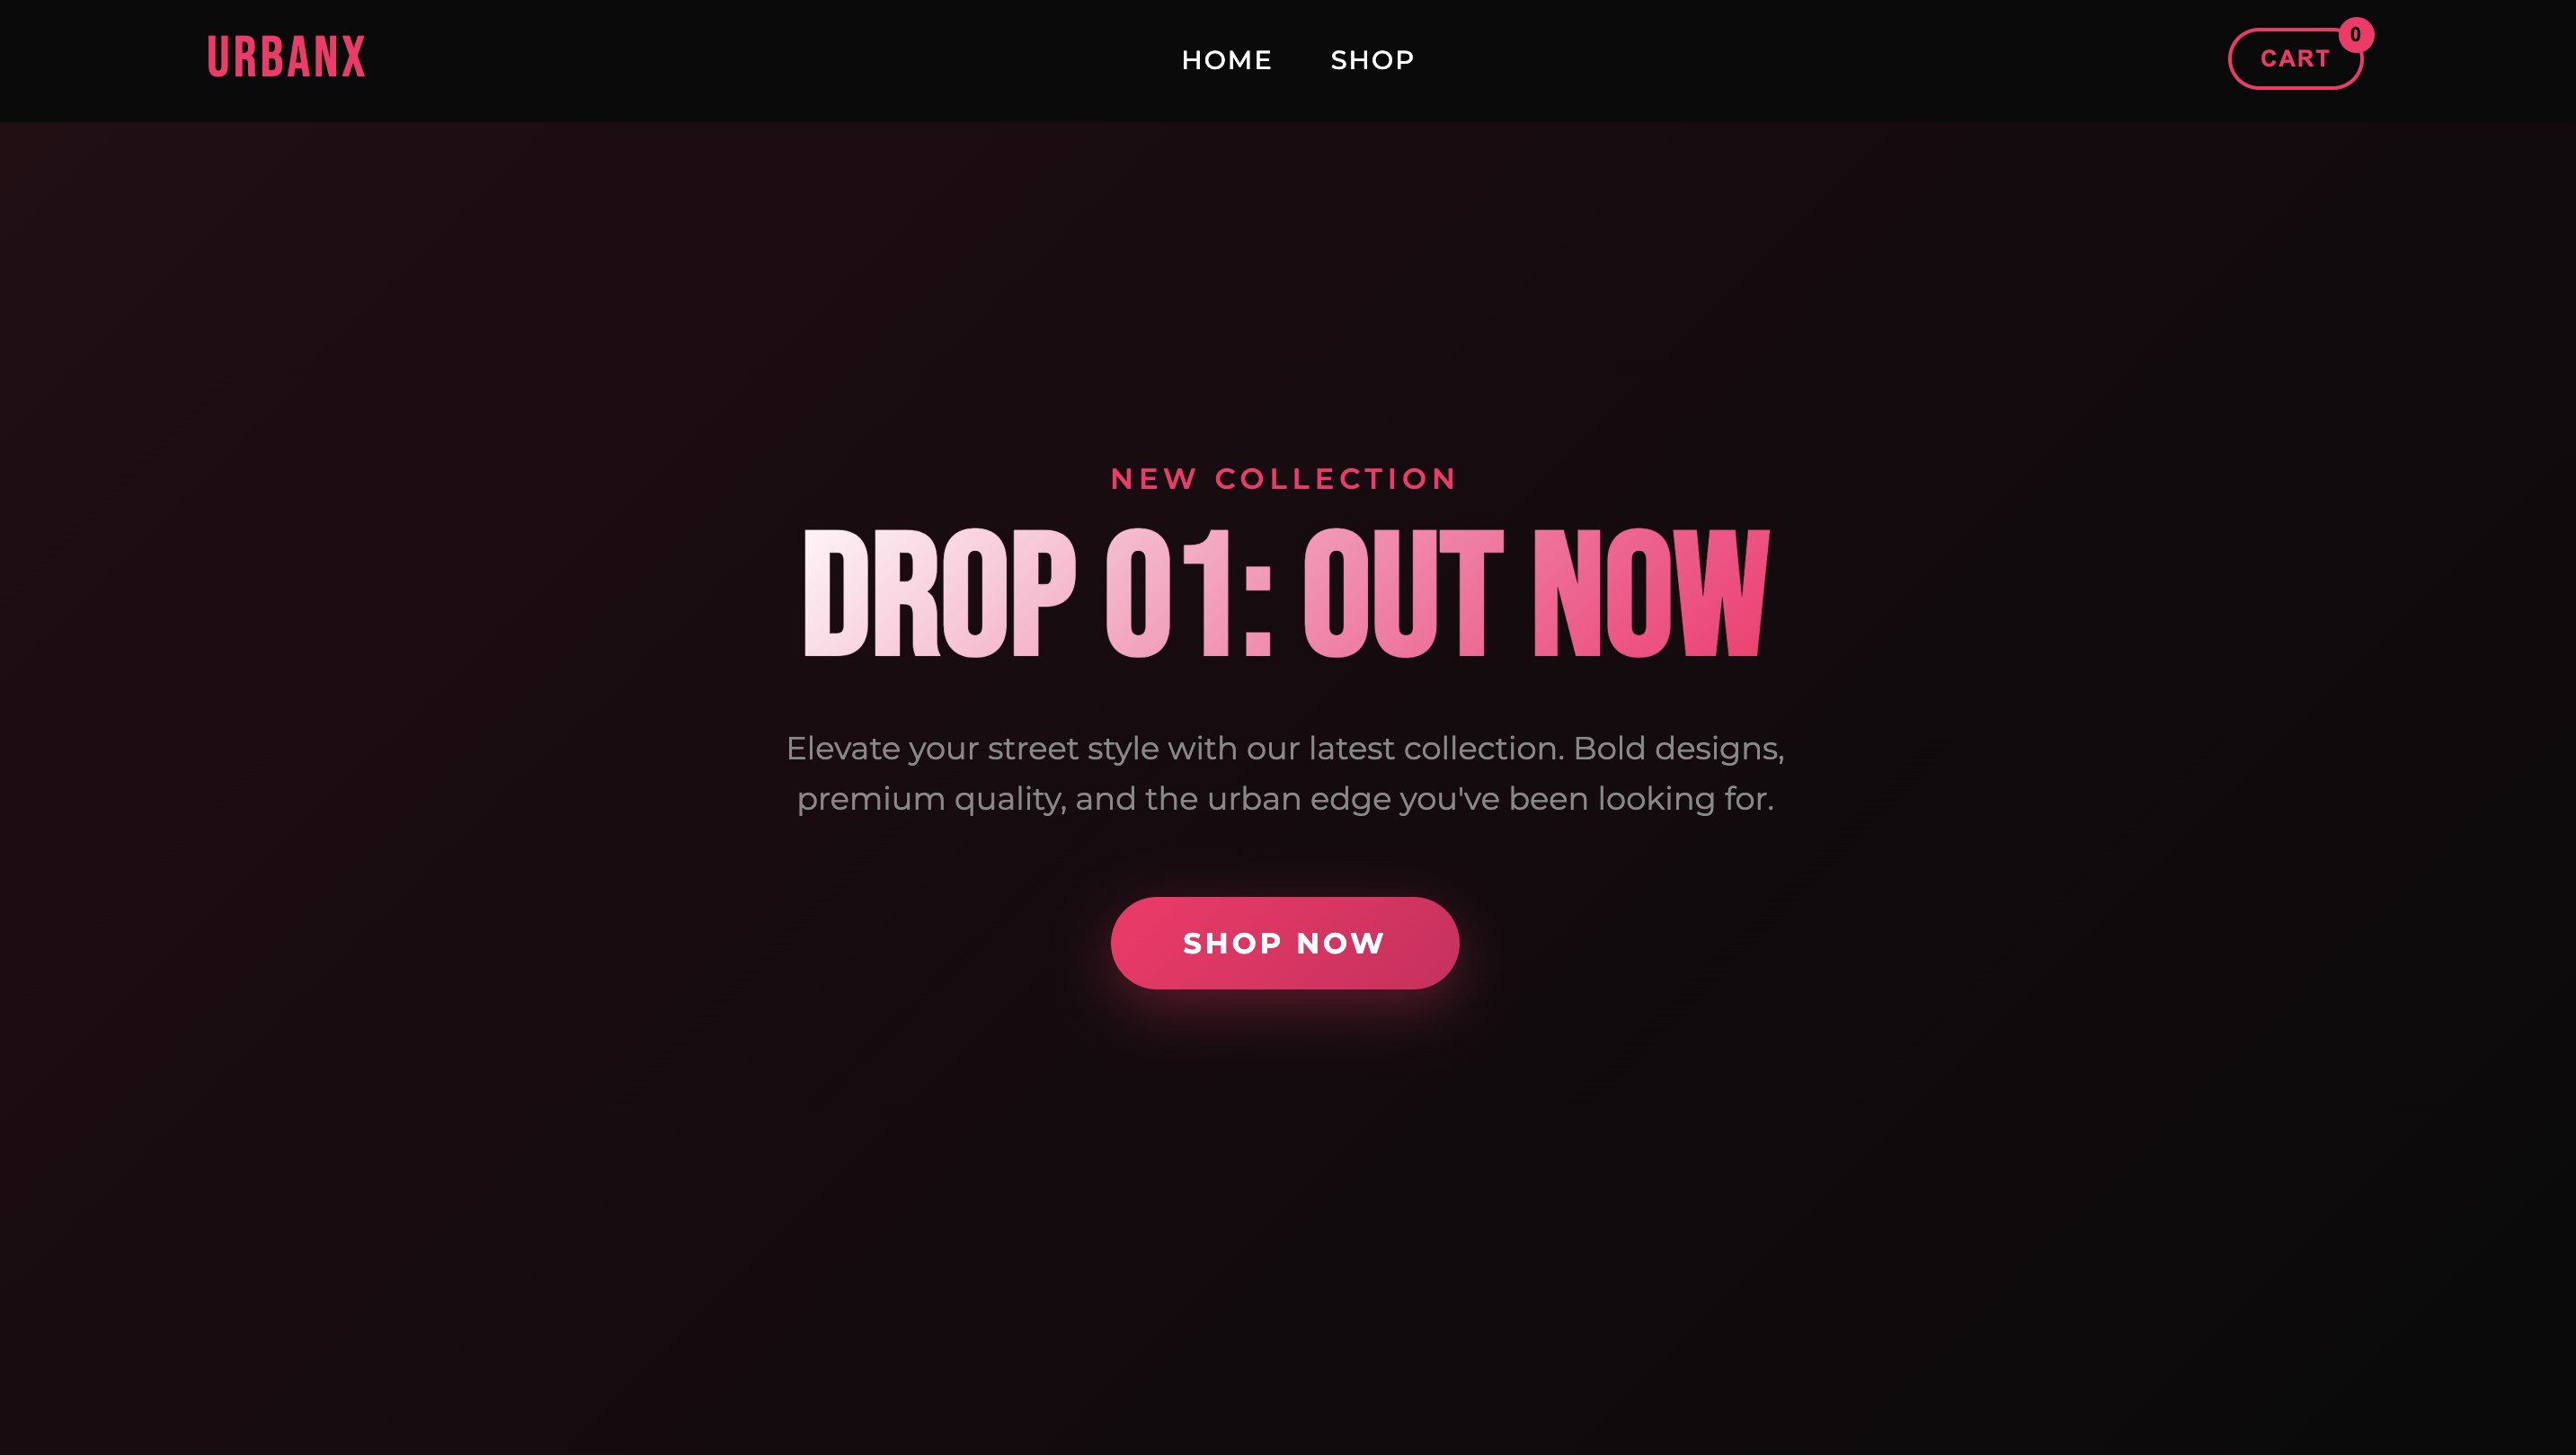 URBANX
HOME
SHOP
CART
0
NEW COLLECTION
DROP 01: OUT NOW
Elevate your street style with our latest collection. Bold designs,
premium quality, and the urban edge you've been looking for.
SHOP NOW